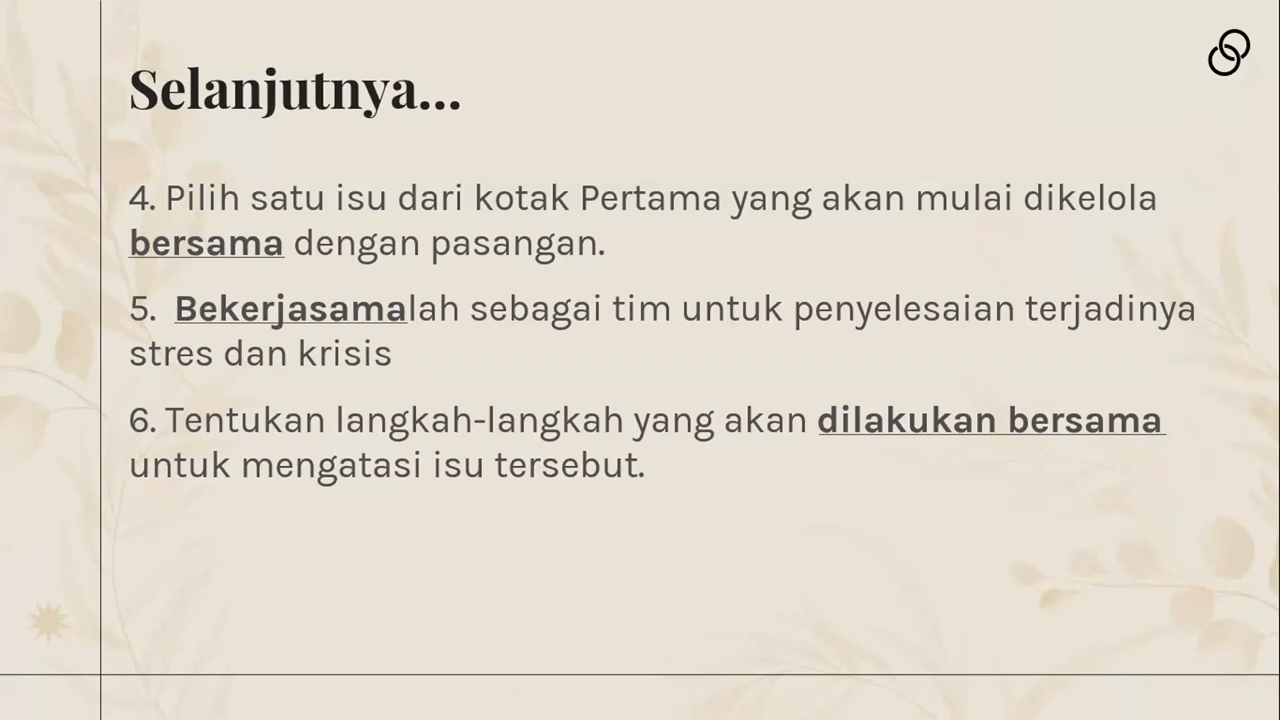 Selanjutnya...
4. Pilih satu isu dari kotak Pertama yang akan mulai dikelola
bersama dengan pasangan.
5. Bekerjasamalah sebagai tim untuk penyelesaian terjadinya
stres dan krisis
6. Tentukan langkah-langkah yang akan dilakukan bersama
untuk mengatasi isu tersebut.